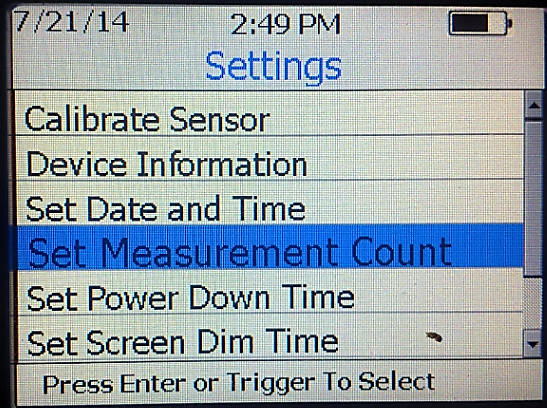 7/21/14 2:49 PM
Settings
Calibrate Sensor
Device Information
Set Date and Time
Set Measurement Count
Set Power Down Time
Set Screen Dim Time
Press Enter or Trigger To Select